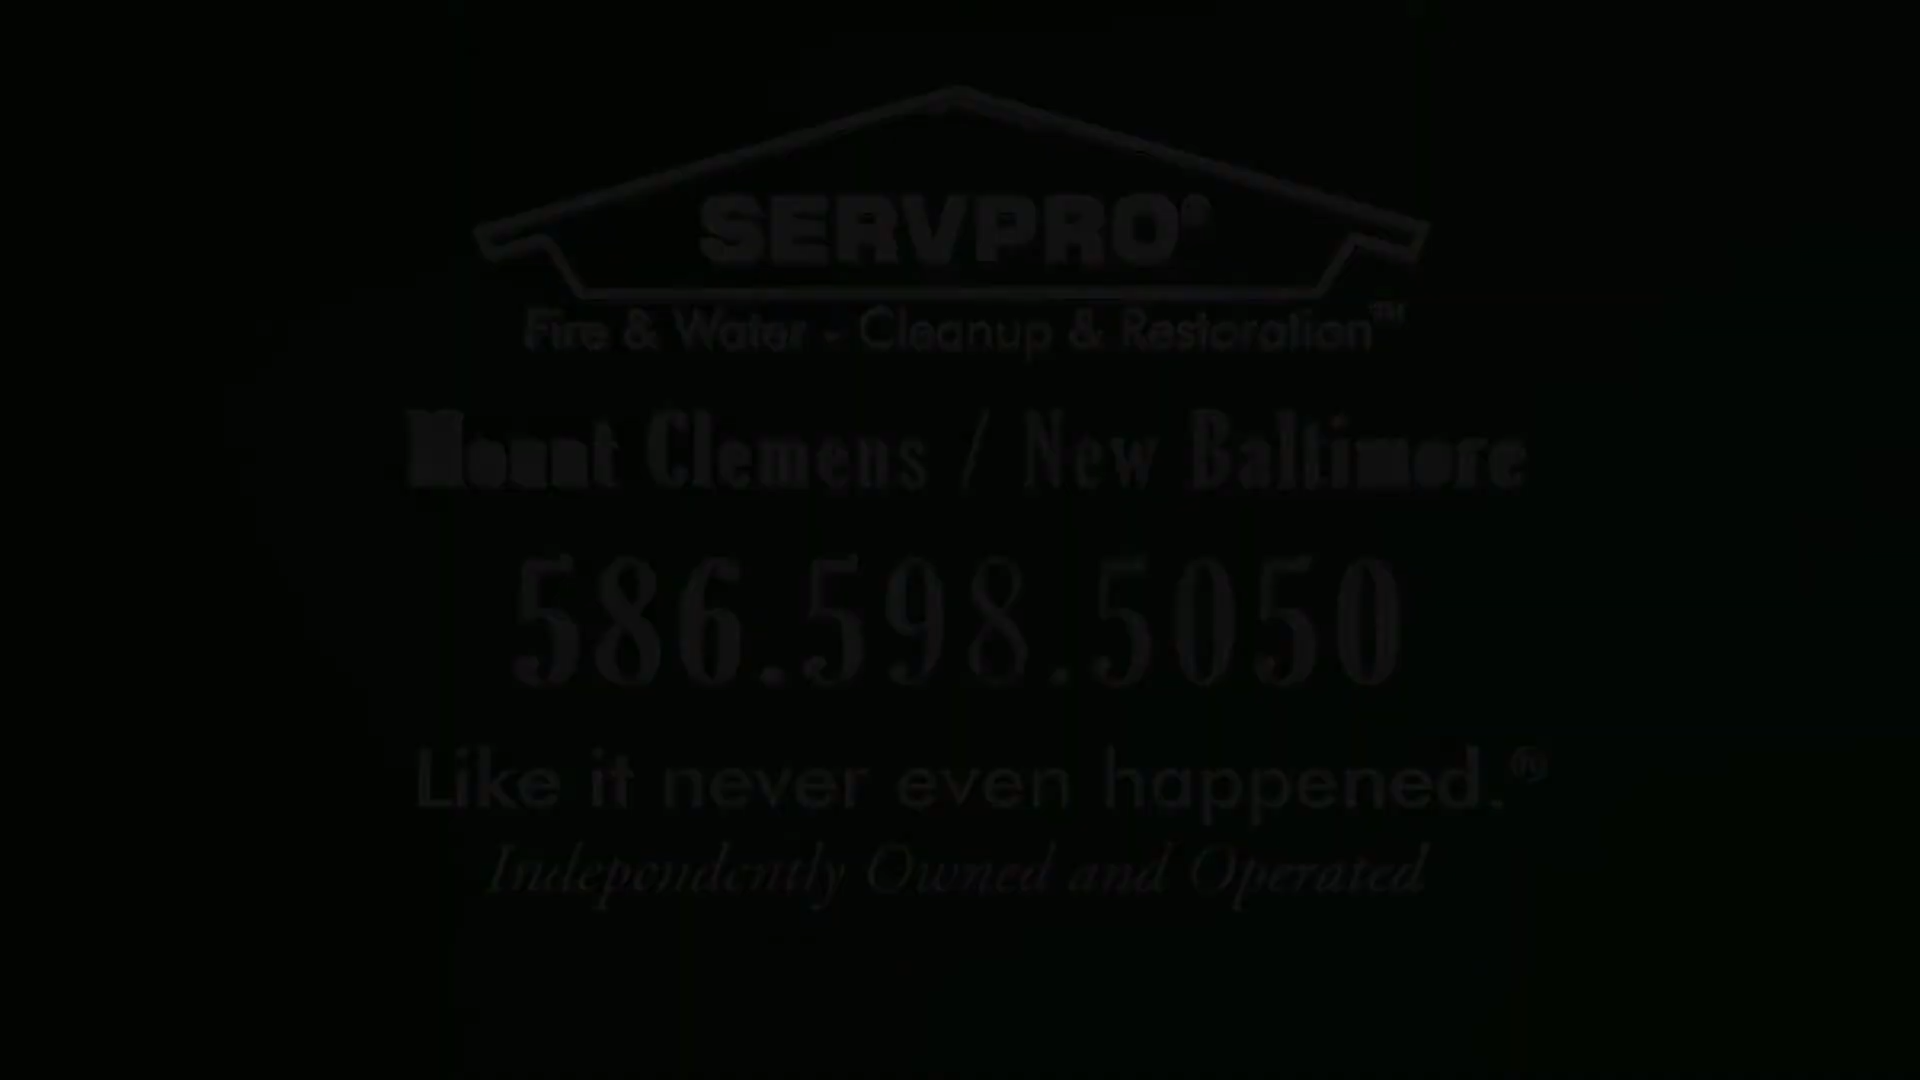 SERVPRO®
Fire & Water - Cleanup & Restoration™
Mount Clemens / New Baltimore
586.598.5050
Like it never even happened.®
Independently Owned and Operated